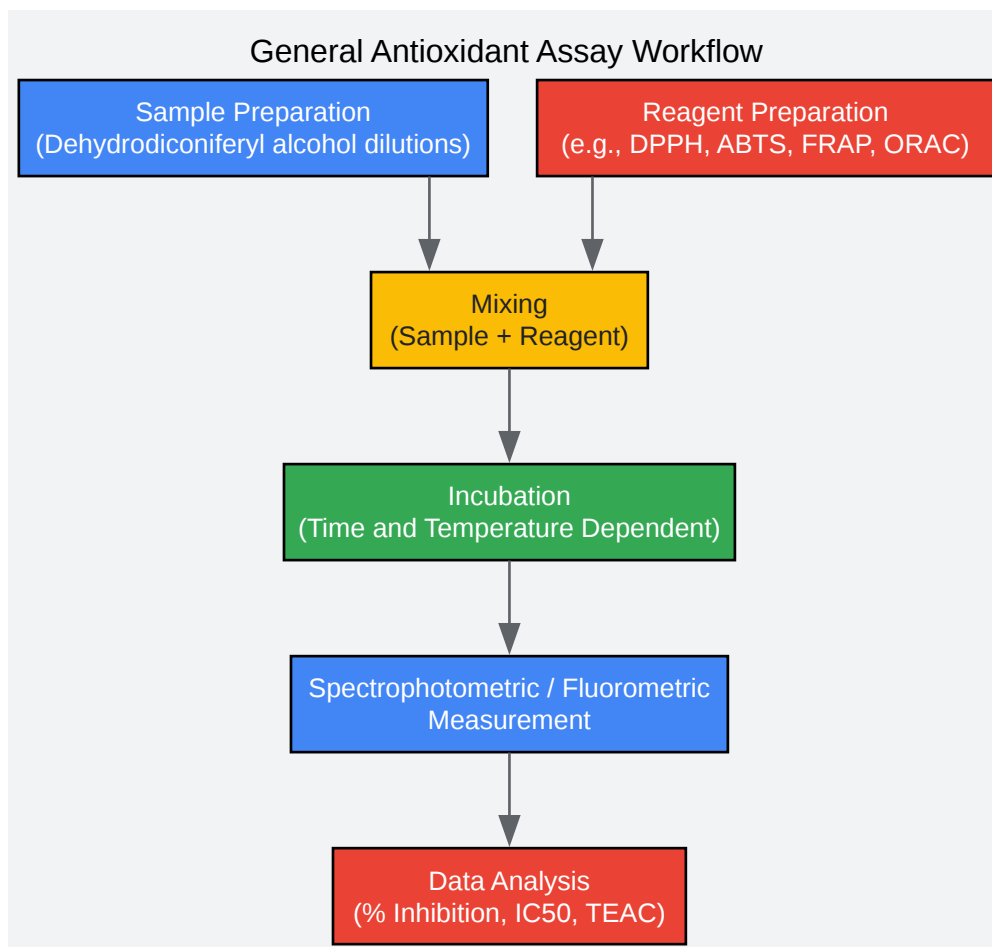 General Antioxidant Assay Workflow
Sample Preparation
(Dehydrodiconiferyl alcohol dilutions)
Reagent Preparation
(e.g., DPPH, ABTS, FRAP, ORAC)
Mixing
(Sample + Reagent)
Incubation
(Time and Temperature Dependent)
Spectrophotometric / Fluorometric
Measurement
Data Analysis
(% Inhibition, IC50, TEAC)